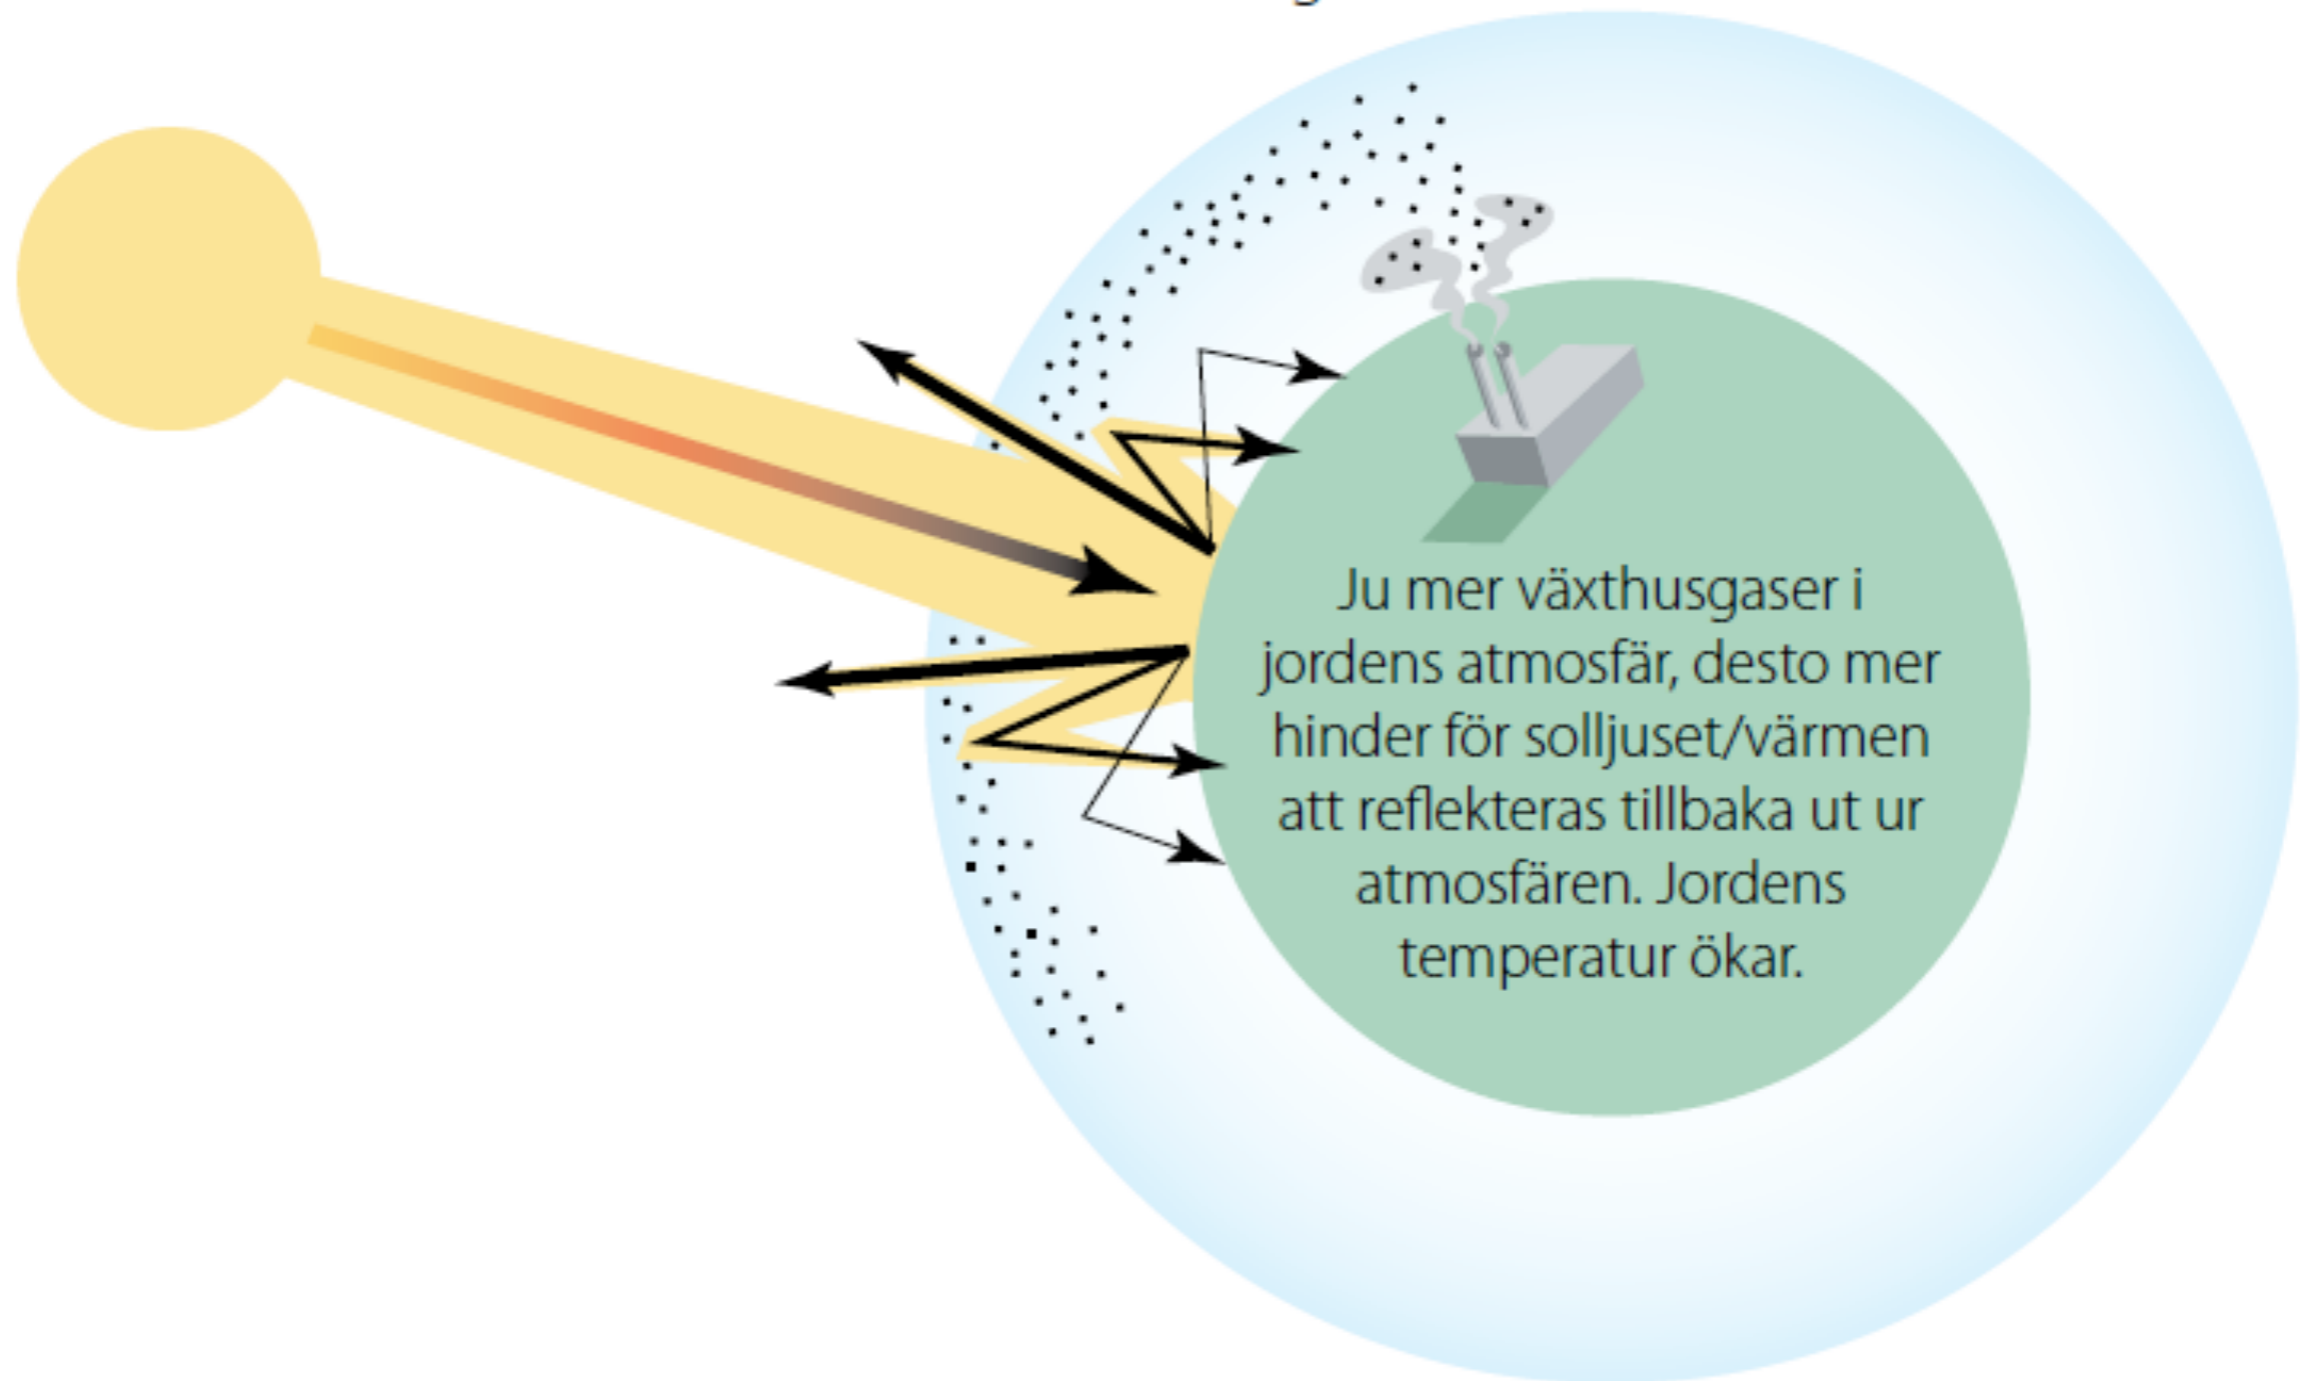 Ju mer växthusgaser i
jordens atmosfär, desto mer
hinder för solljuset/värmen
att reflekteras tillbaka ut ur
atmosfären. Jordens
temperatur ökar.